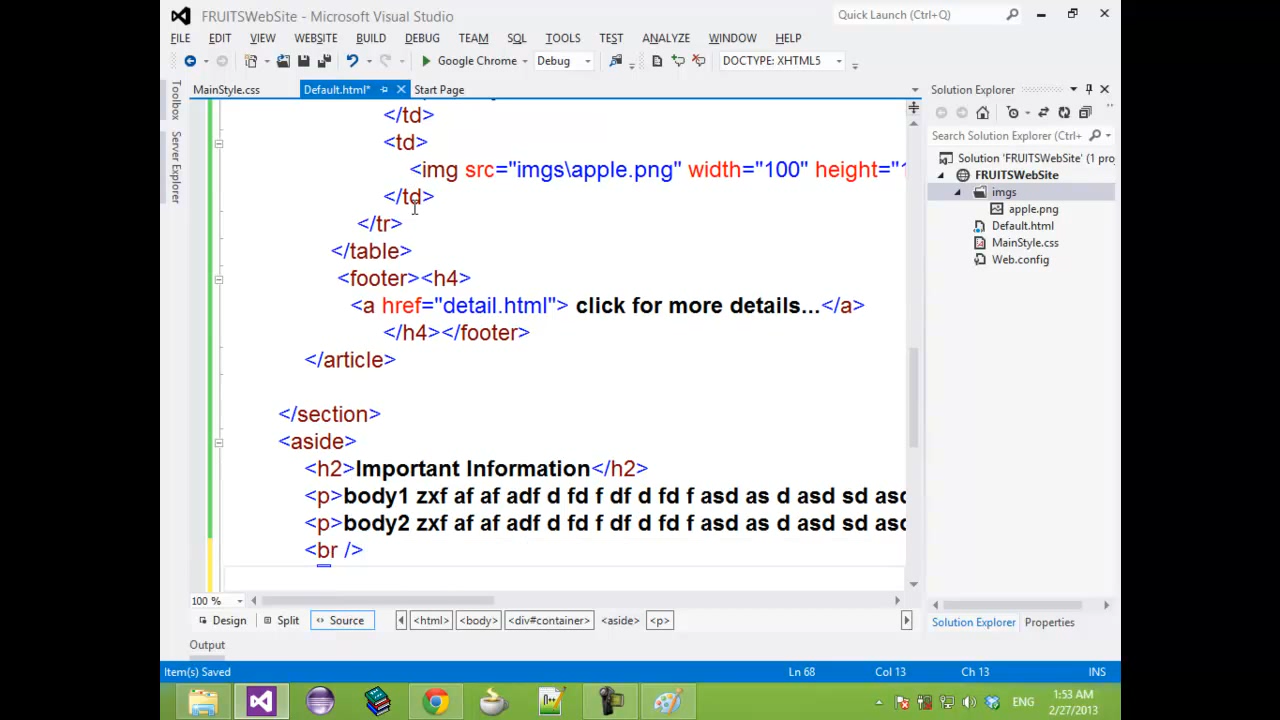 FRUITSWebSite - Microsoft Visual Studio
Quick Launch (Ctrl+Q)
FILE EDIT VIEW WEBSITE BUILD DEBUG TEAM SQL TOOLS TEST ANALYZE WINDOW HELP
Google Chrome Debug DOCTYPE: XHTML5
MainStyle.css Default.html* Start Page
Toolbox
Server Explorer
</td>
<td>
<img src="imgs\apple.png" width="100" height="1
</td>
</tr>
</table>
<footer><h4>
<a href="detail.html"> click for more details...</a>
</h4></footer>
</article>
</section>
<aside>
<h2>Important Information</h2>
<p>body1 zxf af af adf d fd f df d fd f asd as d asd sd asd
<p>body2 zxf af af adf d fd f df d fd f asd as d asd sd asd
<br />
100 %
Design Split Source <html> <body> <div#container> <aside> <p>
Output
Solution Explorer
Search Solution Explorer (Ctrl+
Solution 'FRUITSWebSite' (1 proj
FRUITSWebSite
imgs
apple.png
Default.html
MainStyle.css
Web.config
Solution Explorer Properties
Item(s) Saved Ln 68 Col 13 Ch 13 INS
ENG
1:53 AM
2/27/2013